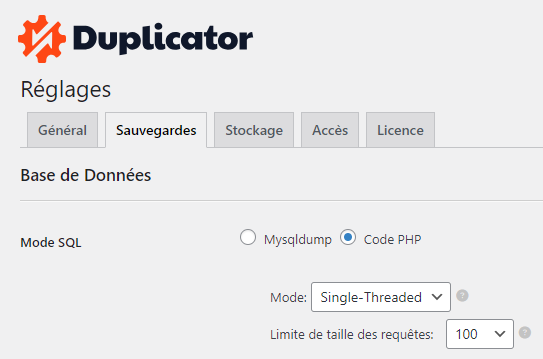 Duplicator
Réglages
Général Sauvegardes Stockage Accès Licence
Base de Données
Mode SQL Mysqldump Code PHP
Mode: Single-Threaded ?
Limite de taille des requêtes: 100 ?